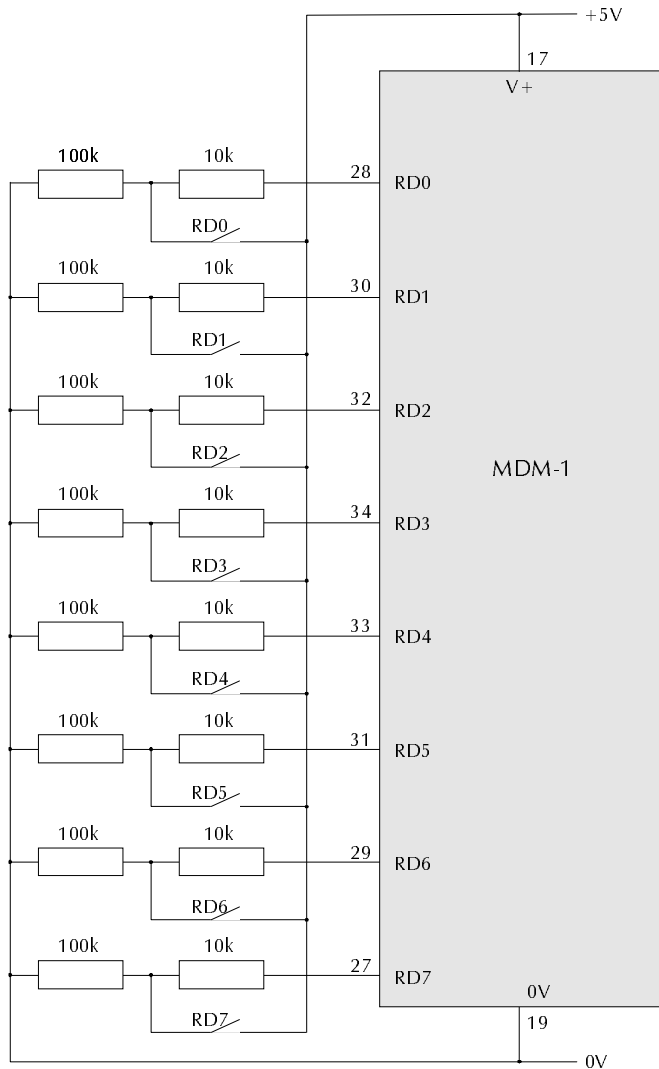 +5V
17
V+
100k 10k 28 RD0
RD0
100k 10k 30 RD1
RD1
100k 10k 32 RD2
RD2
MDM-1
100k 10k 34 RD3
RD3
100k 10k 33 RD4
RD4
100k 10k 31 RD5
RD5
100k 10k 29 RD6
RD6
100k 10k 27 RD7
0V
RD7 19
0V